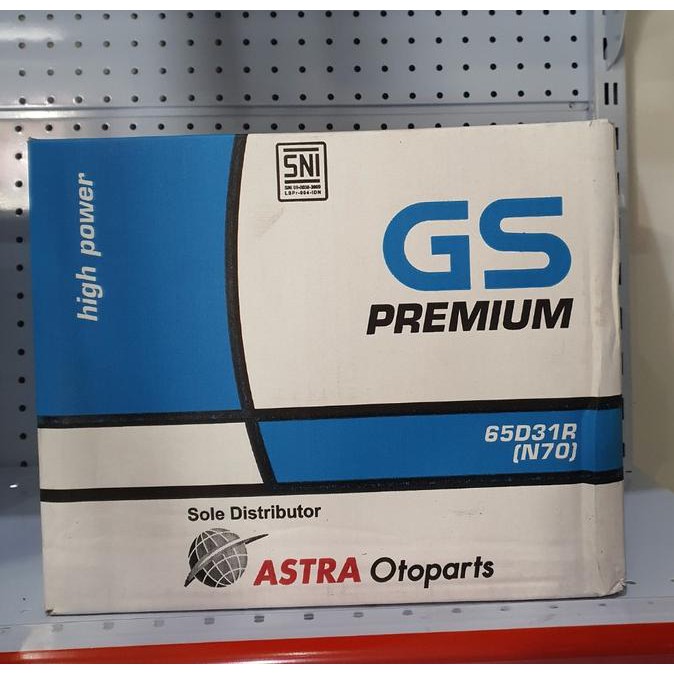 high power
SNI
GS
PREMIUM
65D31R
(N70)
Sole Distributor
ASTRA Otoparts